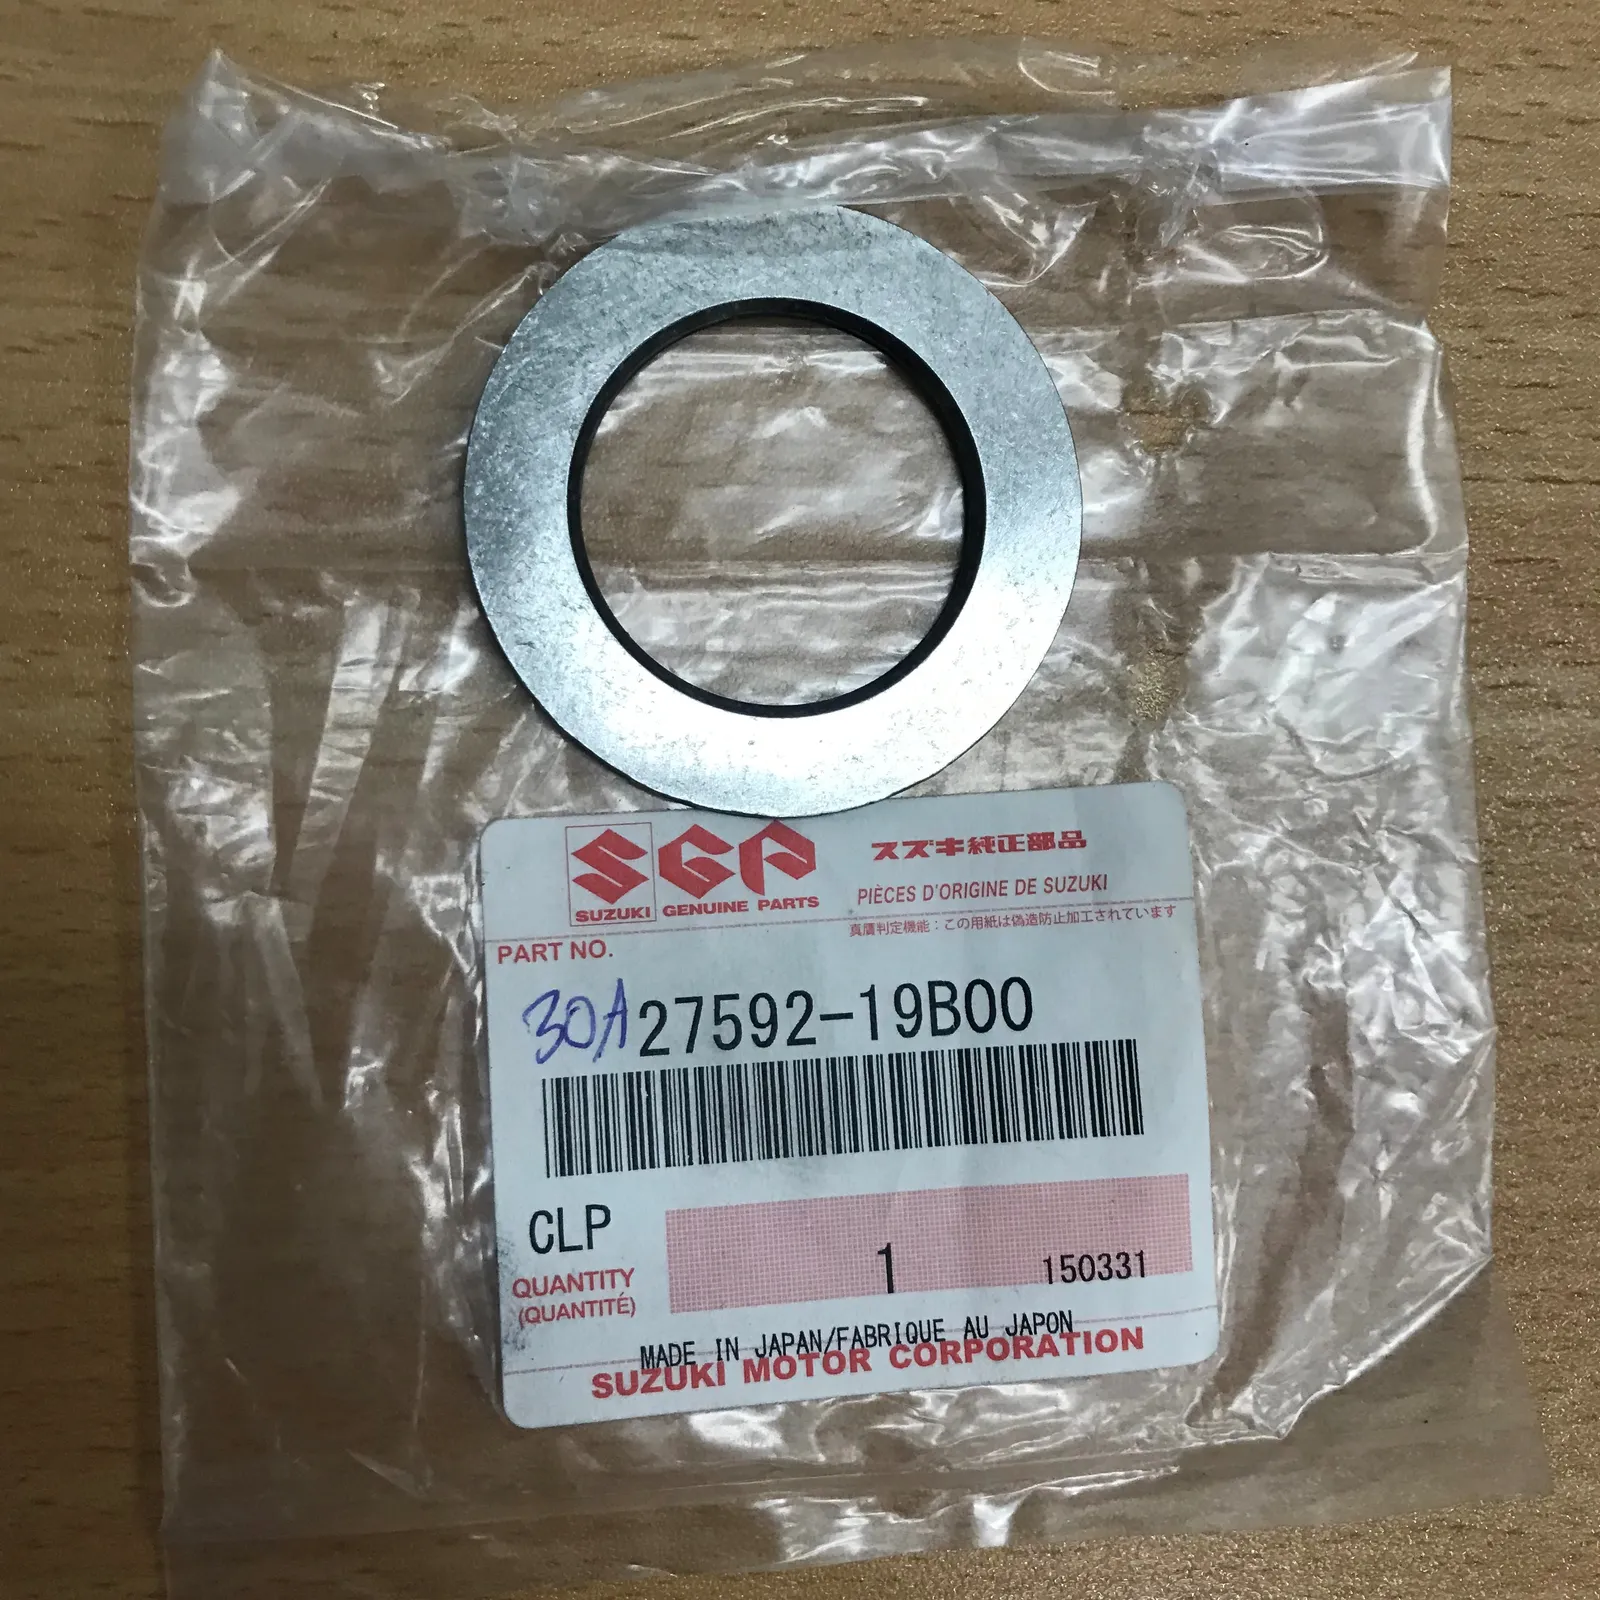 SGP スズキ純正部品
SUZUKI GENUINE PARTS PIÈCES D'ORIGINE DE SUZUKI
真贋判定機能:この用紙は偽造防止加工されています
PART NO.
30A 27592-19B00
CLP
QUANTITY 1 150331
(QUANTITÉ)
MADE IN JAPAN/FABRIQUE AU JAPON
SUZUKI MOTOR CORPORATION